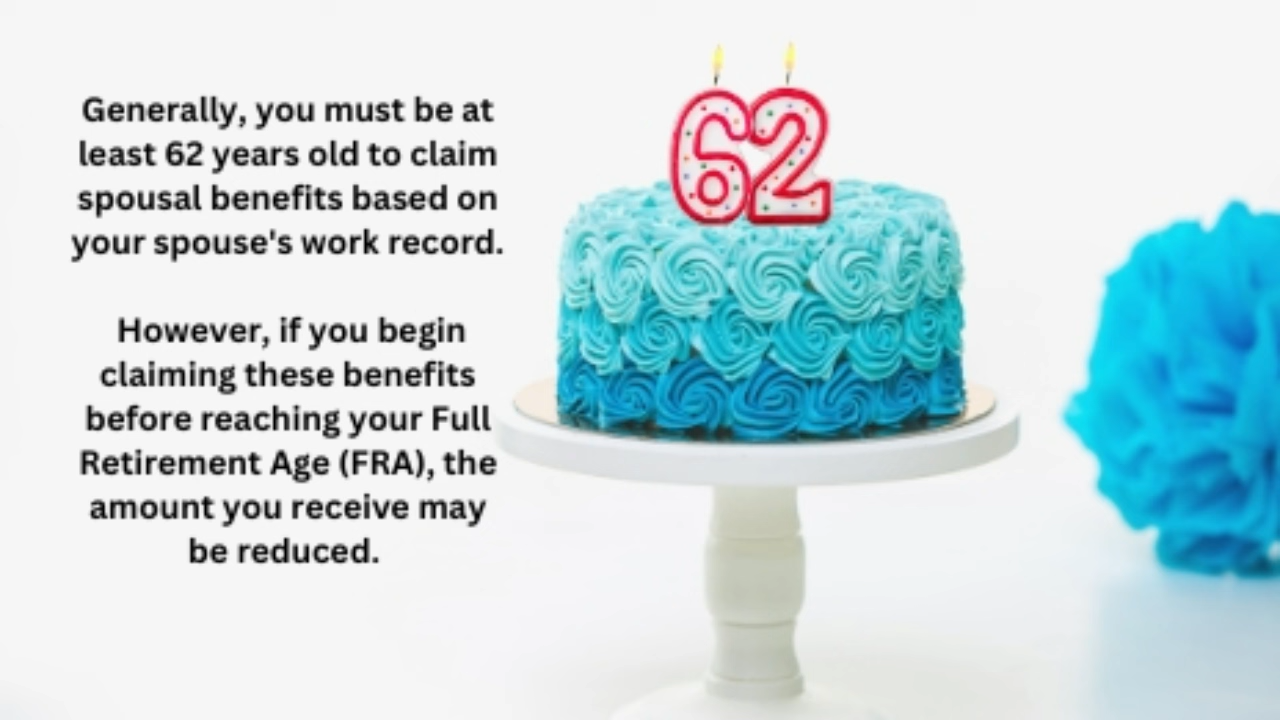 Generally, you must be at
least 62 years old to claim
spousal benefits based on
your spouse's work record.
However, if you begin
claiming these benefits
before reaching your Full
Retirement Age (FRA), the
amount you receive may
be reduced.
62